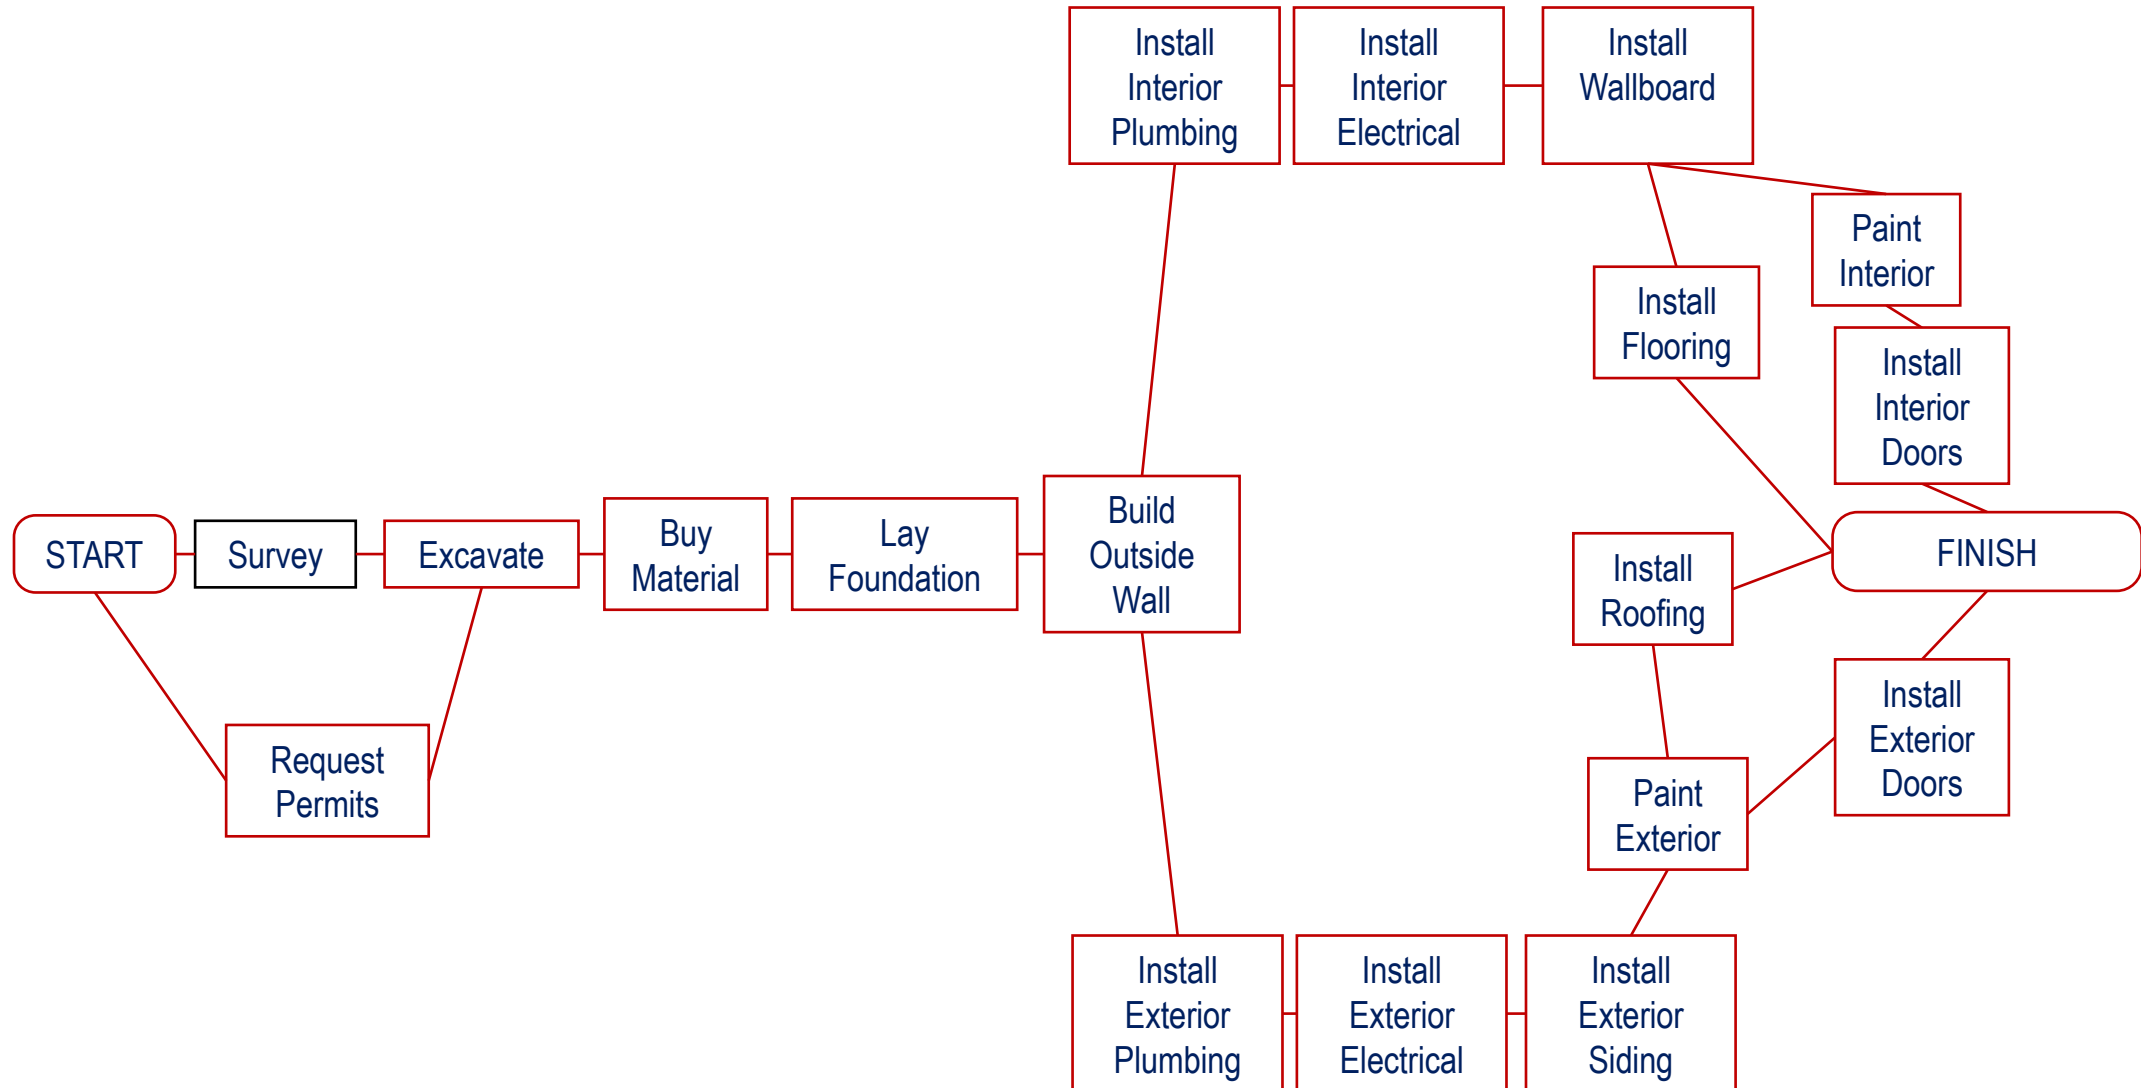 Install
Interior
Plumbing
Install
Interior
Electrical
Install
Wallboard
Paint
Interior
Install
Flooring
Install
Interior
Doors
START
Survey
Excavate
Buy
Material
Lay
Foundation
Build
Outside
Wall
Install
Roofing
FINISH
Request
Permits
Install
Exterior
Doors
Paint
Exterior
Install
Exterior
Plumbing
Install
Exterior
Electrical
Install
Exterior
Siding